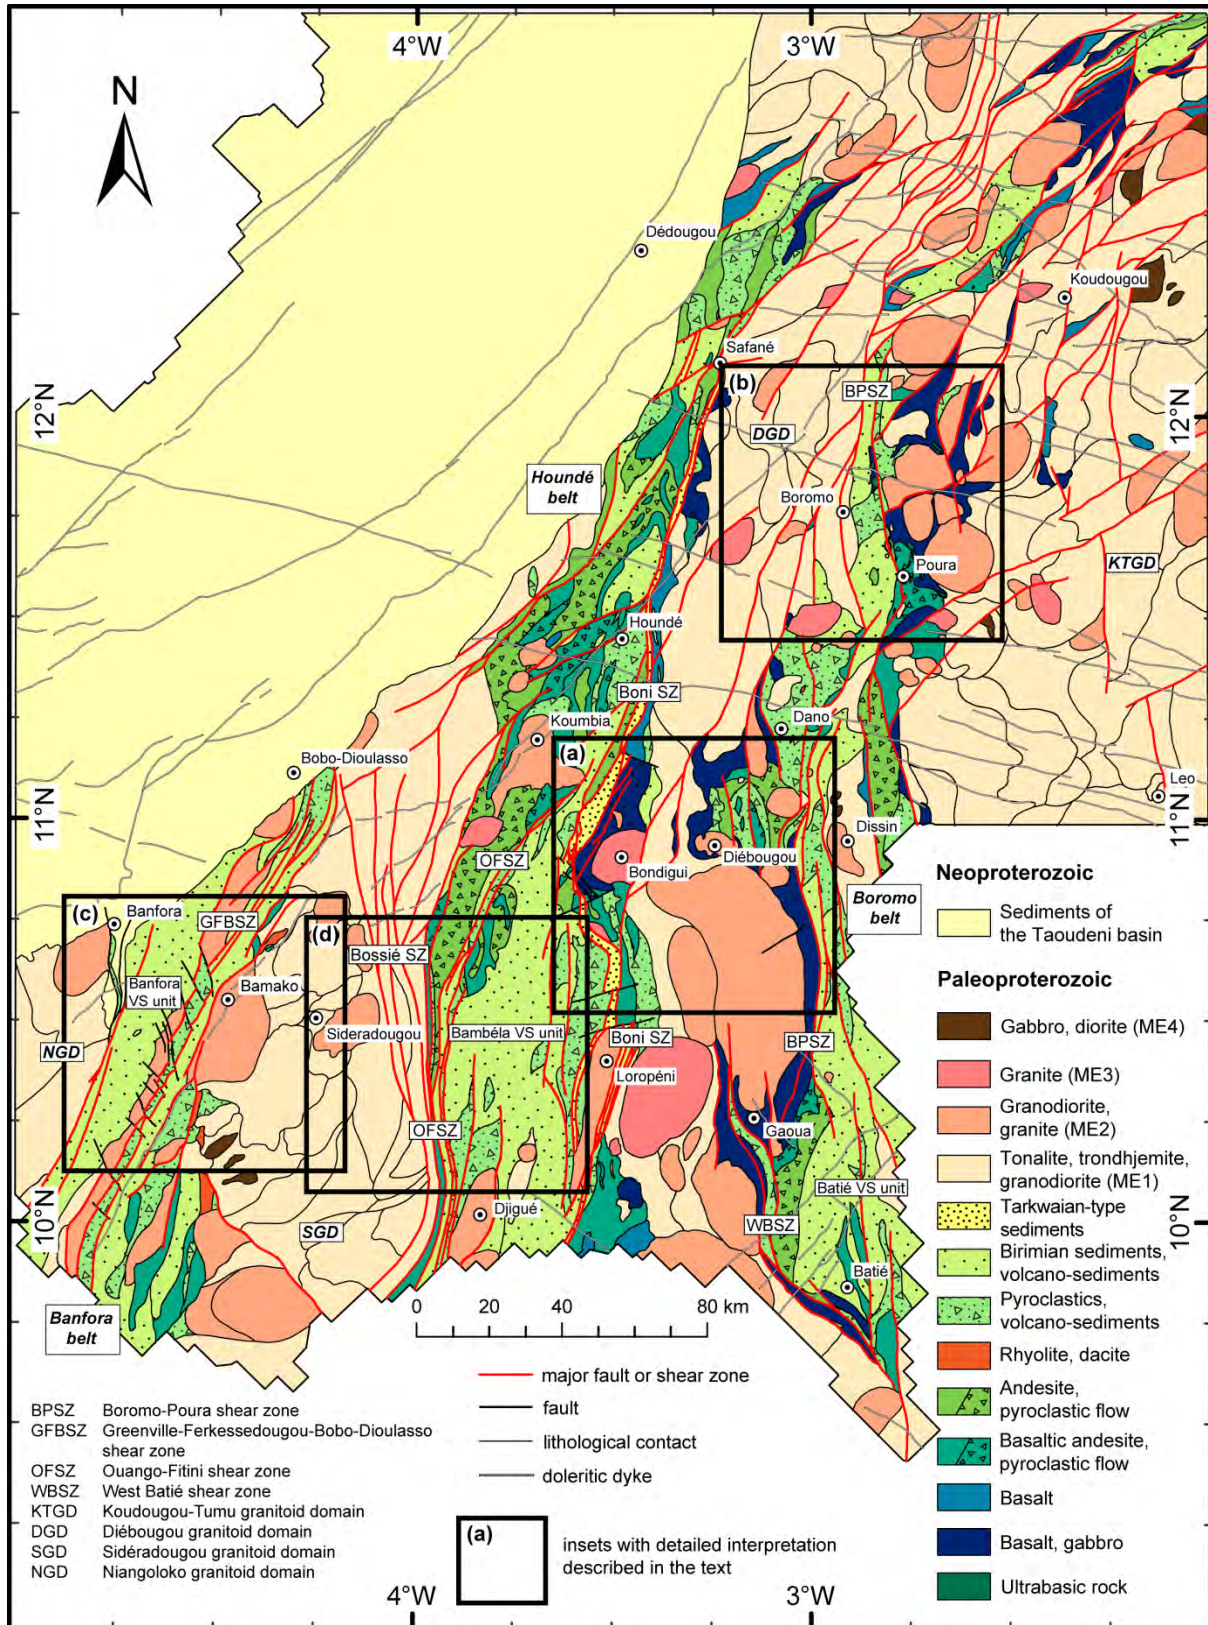 4°W
3°W
N
Dédougou
Koudougou
Safané
(b)
BPSZ
12°N
12°N
DGD
Houndé
belt
Boromo
Poura
KTGD
Houndé
Boni SZ
Dano
Koumbia
(a)
Bobo-Dioulasso
Leo
11°N
11°N
Dissin
OFSZ
Bondigui
Diébougou
Boromo
belt
(c)
Banfora
GFBSZ
(d)
Bossié SZ
Banfora
VS unit
Bamako
Sideradougou
Bambéla VS unit
NGD
Boni SZ
BPSZ
Loropéni
OFSZ
Gaoua
Batié VS unit
Djigué
WBSZ
10°N
10°N
SGD
Batié
Banfora
belt
0 20 40 80 km
Neoproterozoic
Sediments of
the Taoudeni basin
Paleoproterozoic
Gabbro, diorite (ME4)
Granite (ME3)
Granodiorite,
granite (ME2)
Tonalite, trondhjemite,
granodiorite (ME1)
Tarkwaian-type
sediments
Birimian sediments,
volcano-sediments
Pyroclastics,
volcano-sediments
Rhyolite, dacite
Andesite,
pyroclastic flow
Basaltic andesite,
pyroclastic flow
Basalt
Basalt, gabbro
Ultrabasic rock
major fault or shear zone
fault
lithological contact
doleritic dyke
(a)
insets with detailed interpretation
described in the text
BPSZ Boromo-Poura shear zone
GFBSZ Greenville-Ferkessedougou-Bobo-Dioulasso
shear zone
OFSZ Ouango-Fitini shear zone
WBSZ West Batié shear zone
KTGD Koudougou-Tumu granitoid domain
DGD Diébougou granitoid domain
SGD Sidéradougou granitoid domain
NGD Niangoloko granitoid domain
4°W
3°W